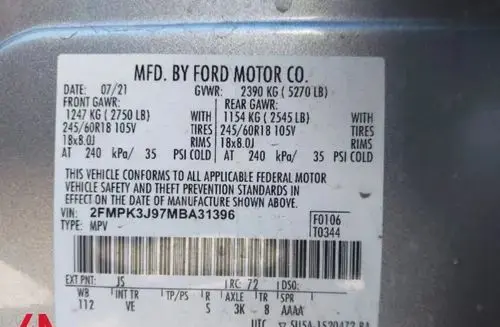 MFD. BY FORD MOTOR CO.
DATE: 07/21 GVWR: 2390 KG ( 5270 LB)
FRONT GAWR: REAR GAWR:
1247 KG ( 2750 LB) WITH 1154 KG ( 2545 LB) WITH
245/60R18 105V TIRES 245/60R18 105V TIRES
18x8.0J RIMS 18x8.0J RIMS
AT 240 kPa/ 35 PSI COLD AT 240 kPa/ 35 PSI COLD
THIS VEHICLE CONFORMS TO ALL APPLICABLE FEDERAL MOTOR
VEHICLE SAFETY AND THEFT PREVENTION STANDARDS IN
EFFECT ON THE DATE OF MANUFACTURE SHOWN ABOVE.
VIN: 2FMPK3J97MBA31396 F0106
TYPE: MPV T0344
EXT PNT: JS RC: 72 DSO:
WB INT TR TP/PS R AXLE TR SPR
112 VE S 3K 8 AAAA
UTC